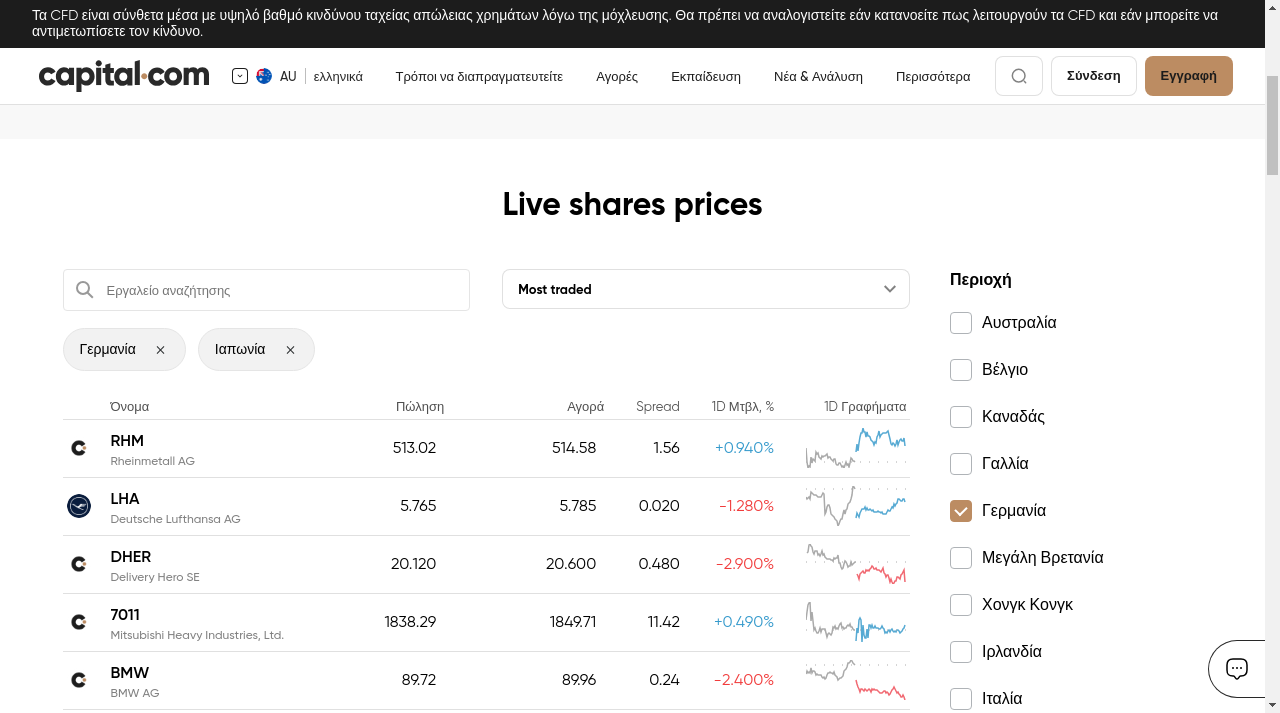 Τα CFD είναι σύνθετα μέσα με υψηλό βαθμό κινδύνου ταχείας απώλειας χρημάτων λόγω της μόχλευσης. Θα πρέπει να αναλογιστείτε εάν κατανοείτε πως λειτουργούν τα CFD και εάν μπορείτε να
αντιμετωπίσετε τον κίνδυνο.
capital.com AU ελληνικά Τρόποι να διαπραγματευτείτε Αγορές Εκπαίδευση Νέα & Ανάλυση Περισσότερα Σύνδεση Εγγραφή
Live shares prices
Εργαλείο αναζήτησης
Most traded
Γερμανία
Ιαπωνία
Όνομα Πώληση Αγορά Spread 1D Μτβλ, % 1D Γραφήματα
RHM 513.02 514.58 1.56 +0.940%
Rheinmetall AG
LHA 5.765 5.785 0.020 -1.280%
Deutsche Lufthansa AG
DHER 20.120 20.600 0.480 -2.900%
Delivery Hero SE
7011 1838.29 1849.71 11.42 +0.490%
Mitsubishi Heavy Industries, Ltd.
BMW 89.72 89.96 0.24 -2.400%
BMW AG
Περιοχή
Αυστραλία
Βέλγιο
Καναδάς
Γαλλία
Γερμανία
Μεγάλη Βρετανία
Χονγκ Κονγκ
Ιρλανδία
Ιταλία